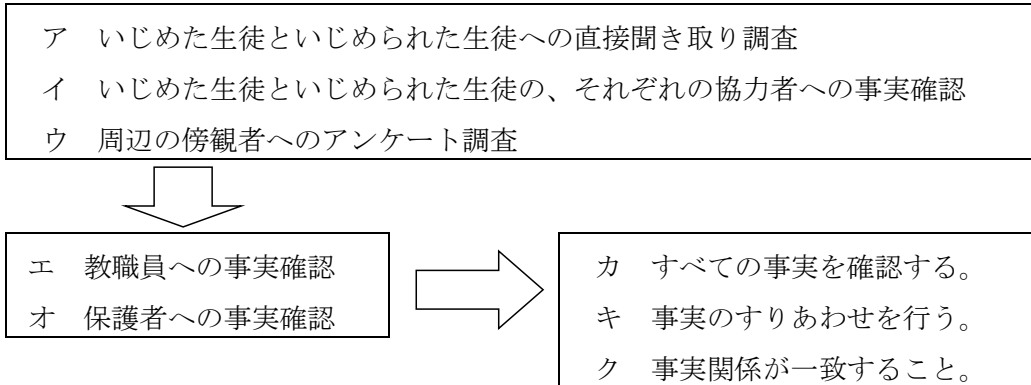 ア　いじめた生徒といじめられた生徒への直接聞き取り調査
イ　いじめた生徒といじめられた生徒の、それぞれの協力者への事実確認
ウ　周辺の傍観者へのアンケート調査
エ　教職員への事実確認
オ　保護者への事実確認
カ　すべての事実を確認する。
キ　事実のすりあわせを行う。
ク　事実関係が一致すること。